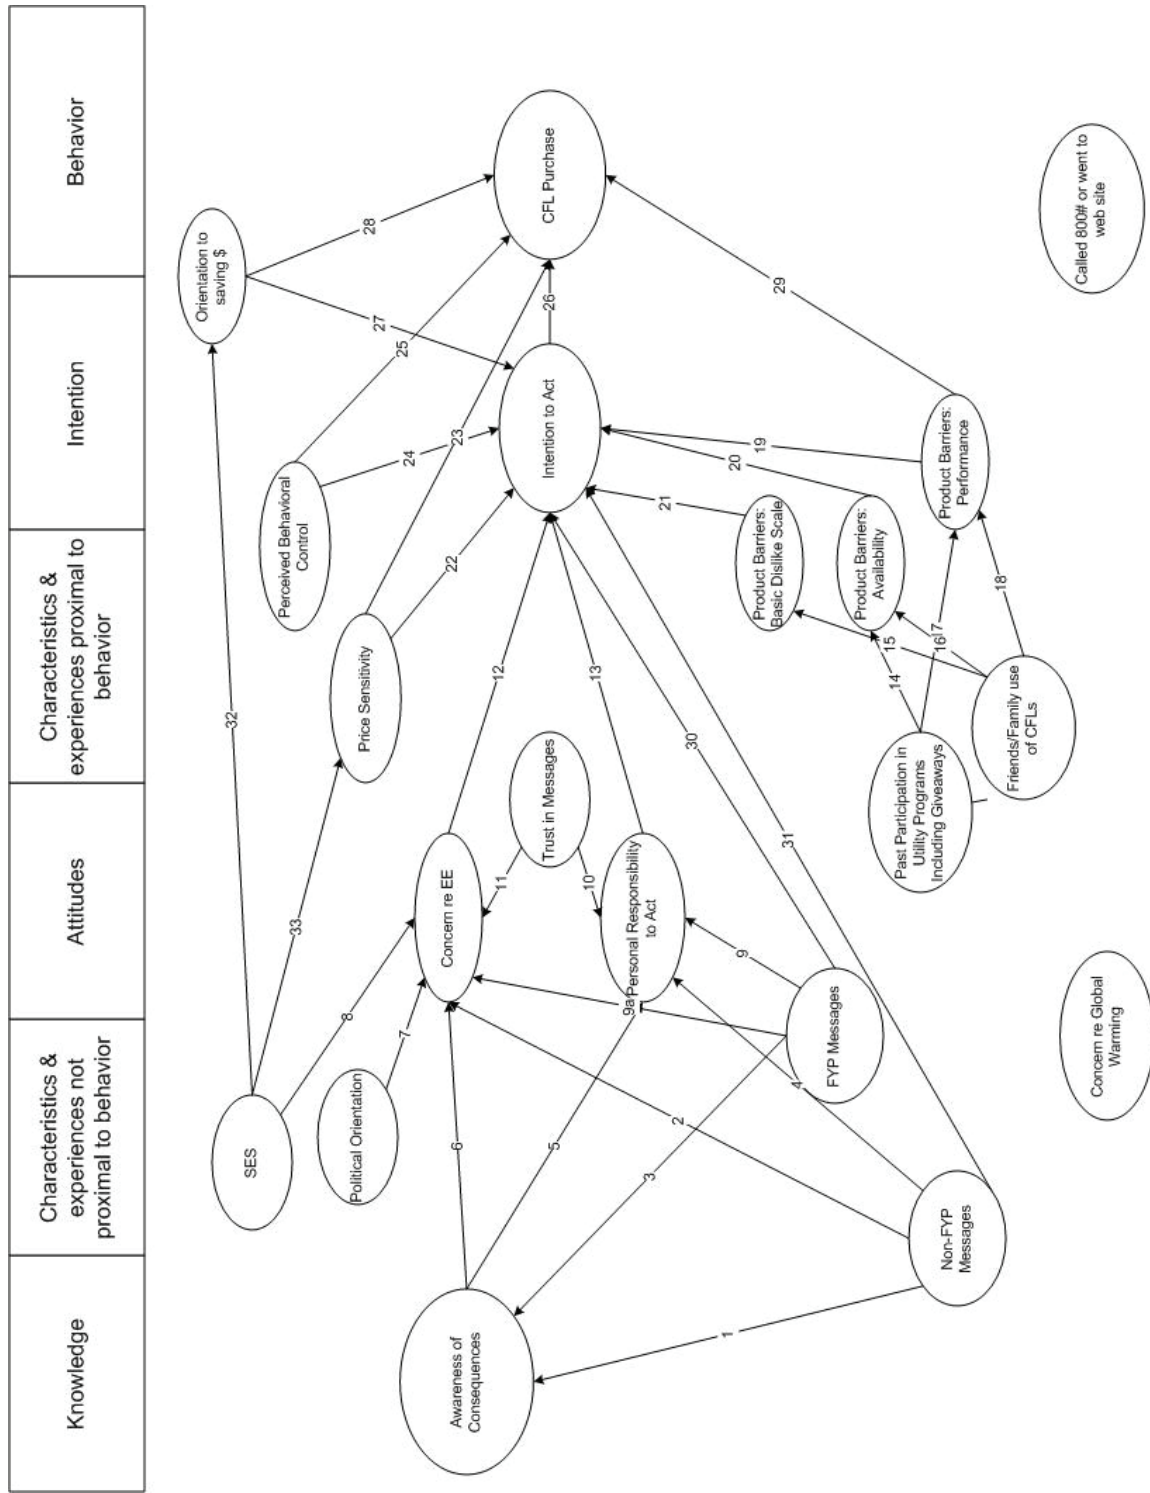 Knowledge
Characteristics &
experiences not
proximal to behavior
Attitudes
Characteristics &
experiences proximal to
behavior
Intention
Behavior
SES
32
Orientation to
saving $
33
8
Political Orientation
7
Perceived Behavioral
Control
28
27
25
24
Price Sensitivity
23
22
Awareness of
Consequences
6
5
Concern re EE
12
11
Trust in Messages
10
Intention to Act
26
CFL Purchase
9a
Personal Responsibility
to Act
13
9
2
3
4
1
FYP Messages
30
31
21
20
19
29
Product Barriers:
Basic Dislike Scale
Product Barriers:
Availability
Product Barriers:
Performance
15
14
16
17
18
Past Participation in
Utility Programs
Including Giveaways
Friends/Family use
of CFLs
Non-FYP
Messages
Concern re Global
Warming
Called 800# or went to
web site